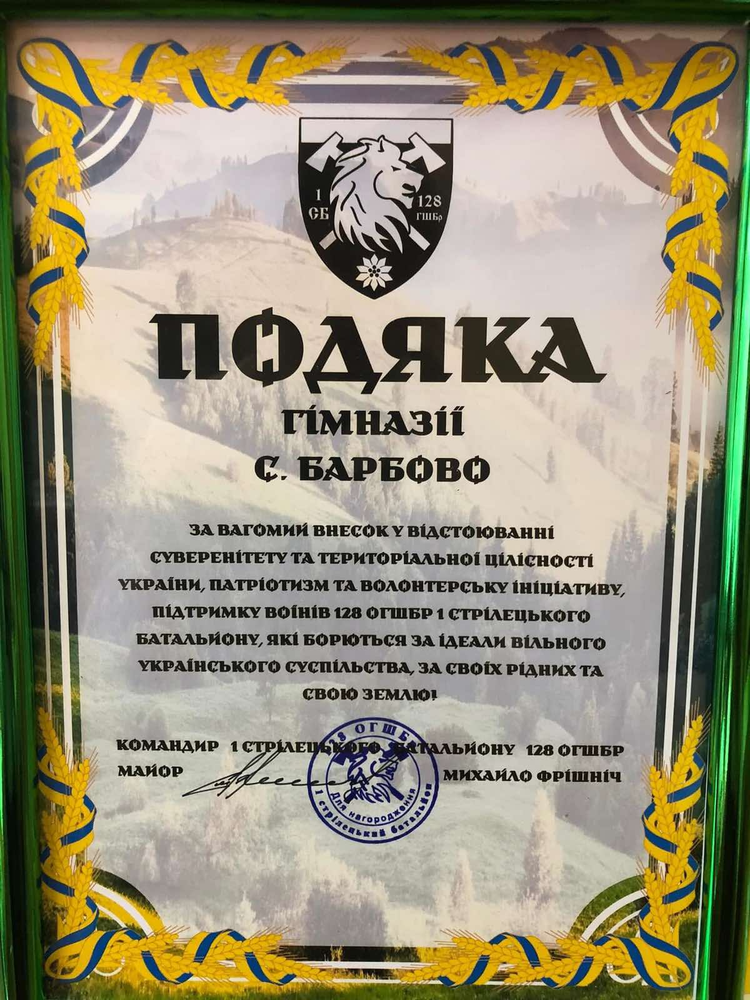 1
СБ
128
ГШБр
ПОДЯКА
ГІМНАЗІЇ
С. БАРБОВО
ЗА ВАГОМИЙ ВНЕСОК У ВІДСТОЮВАННІ
СУВЕРЕНІТЕТУ ТА ТЕРИТОРІАЛЬНОЇ ЦІЛІСНОСТІ
УКРАЇНИ, ПАТРІОТИЗМ ТА ВОЛОНТЕРСЬКУ ІНІЦІАТИВУ,
ПІДТРИМКУ ВОЇНІВ 128 ОГШБР 1 СТРІЛЕЦЬКОГО
БАТАЛЬЙОНУ, ЯКІ БОРЮТЬСЯ ЗА ІДЕАЛИ ВІЛЬНОГО
УКРАЇНСЬКОГО СУСПІЛЬСТВА, ЗА СВОЇХ РІДНИХ ТА
СВОЮ ЗЕМЛЮ!
КОМАНДИР 1 СТРІЛЕЦЬКОГО БАТАЛЬЙОНУ 128 ОГШБР
МАЙОР МИХАЙЛО ФРІШНІЧ
128 ОГШБр
Для нагородження
1 стрілецький батальйон